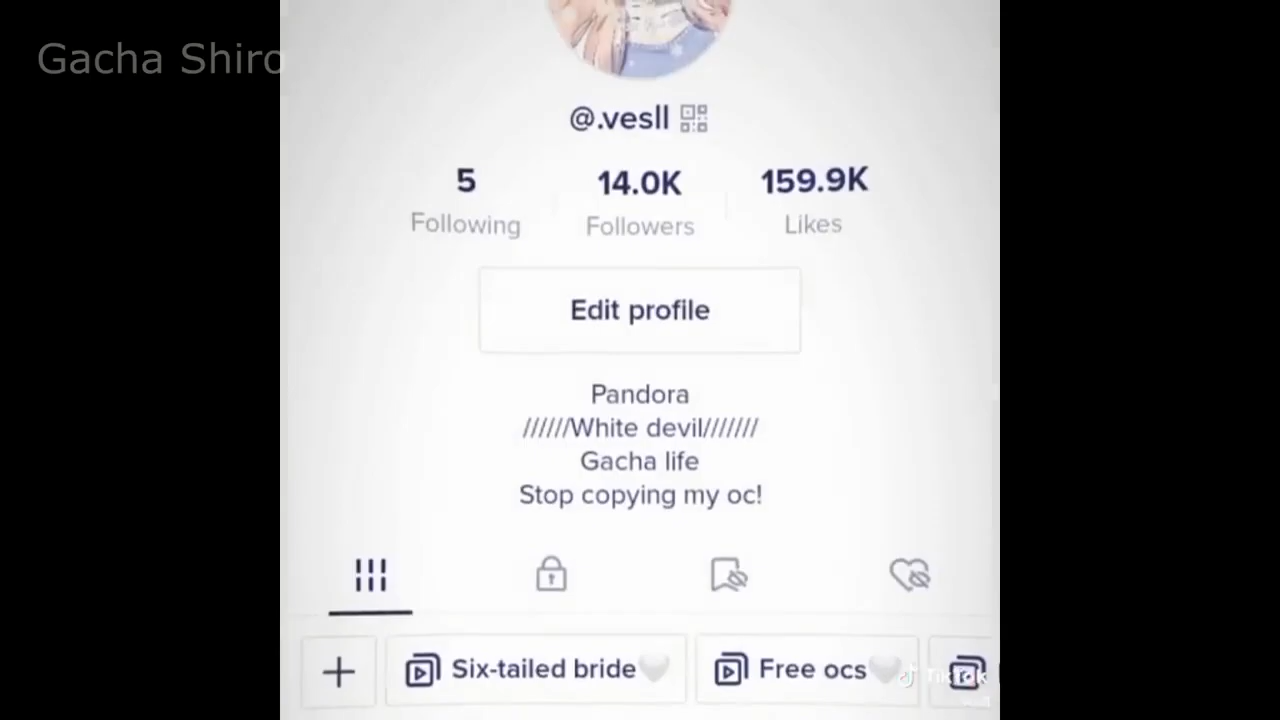 Gacha Shiro
@.vesll
5 14.0K 159.9K
Following Followers Likes
Edit profile
Pandora
//////White devil///////
Gacha life
Stop copying my oc!
Six-tailed bride🤍 Free ocs🤍
TikTok